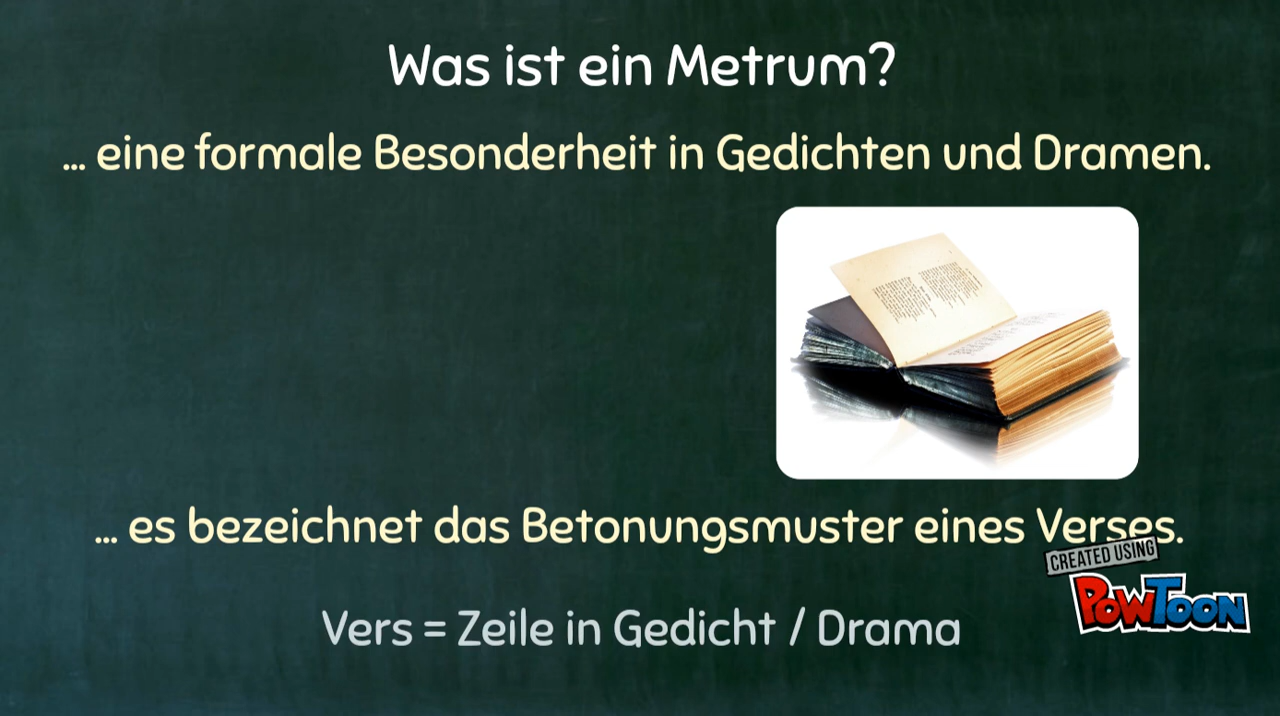 Was ist ein Metrum?
... eine formale Besonderheit in Gedichten und Dramen.
... es bezeichnet das Betonungsmuster eines Verses.
CREATED USING
POWTOON
Vers = Zeile in Gedicht / Drama